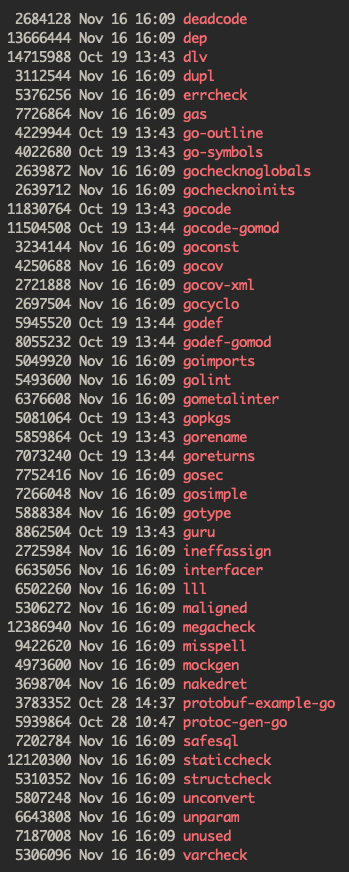 2684128 Nov 16 16:09 deadcode
13666444 Nov 16 16:09 dep
14715988 Oct 19 13:43 dlv
3112544 Nov 16 16:09 dupl
5376256 Nov 16 16:09 errcheck
7726864 Nov 16 16:09 gas
4229944 Oct 19 13:43 go-outline
4022680 Oct 19 13:43 go-symbols
2639872 Nov 16 16:09 gochecknoglobals
2639712 Nov 16 16:09 gochecknoinits
11830764 Oct 19 13:43 gocode
11504508 Oct 19 13:44 gocode-gomod
3234144 Nov 16 16:09 goconst
4250688 Nov 16 16:09 gocov
2721888 Nov 16 16:09 gocov-xml
2697504 Nov 16 16:09 gocyclo
5945520 Oct 19 13:44 godef
8055232 Oct 19 13:44 godef-gomod
5049920 Nov 16 16:09 goimports
5493600 Nov 16 16:09 golint
6376608 Nov 16 16:09 gometalinter
5081064 Oct 19 13:43 gopkgs
5859864 Oct 19 13:43 gorename
7073240 Oct 19 13:44 goreturns
7752416 Nov 16 16:09 gosec
7266048 Nov 16 16:09 gosimple
5888384 Nov 16 16:09 gotype
8862504 Oct 19 13:43 guru
2725984 Nov 16 16:09 ineffassign
6635056 Nov 16 16:09 interfacer
6502260 Nov 16 16:09 lll
5306272 Nov 16 16:09 maligned
12386940 Nov 16 16:09 megacheck
9422620 Nov 16 16:09 misspell
4973600 Nov 16 16:09 mockgen
3698704 Nov 16 16:09 nakedret
3783352 Oct 28 14:37 protobuf-example-go
5939864 Oct 28 10:47 protoc-gen-go
7202784 Nov 16 16:09 safesql
12120300 Nov 16 16:09 staticcheck
5310352 Nov 16 16:09 structcheck
5807248 Nov 16 16:09 unconvert
6643808 Nov 16 16:09 unparam
7187008 Nov 16 16:09 unused
5306096 Nov 16 16:09 varcheck